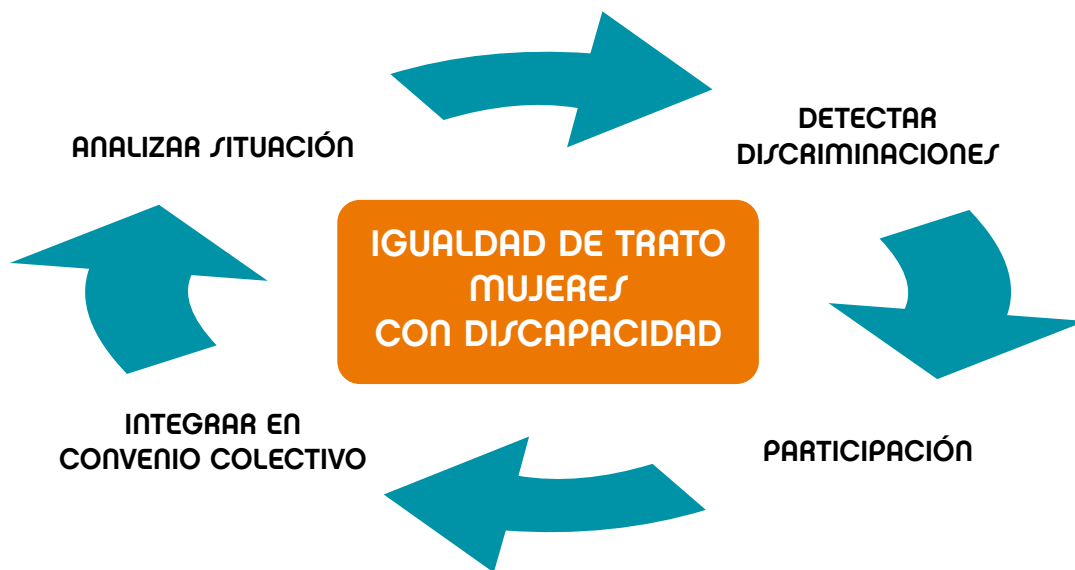 ANALIZAR SITUACIÓN
DETECTAR
DISCRIMINACIONES
IGUALDAD DE TRATO
MUJERES
CON DISCAPACIDAD
INTEGRAR EN
CONVENIO COLECTIVO
PARTICIPACIÓN